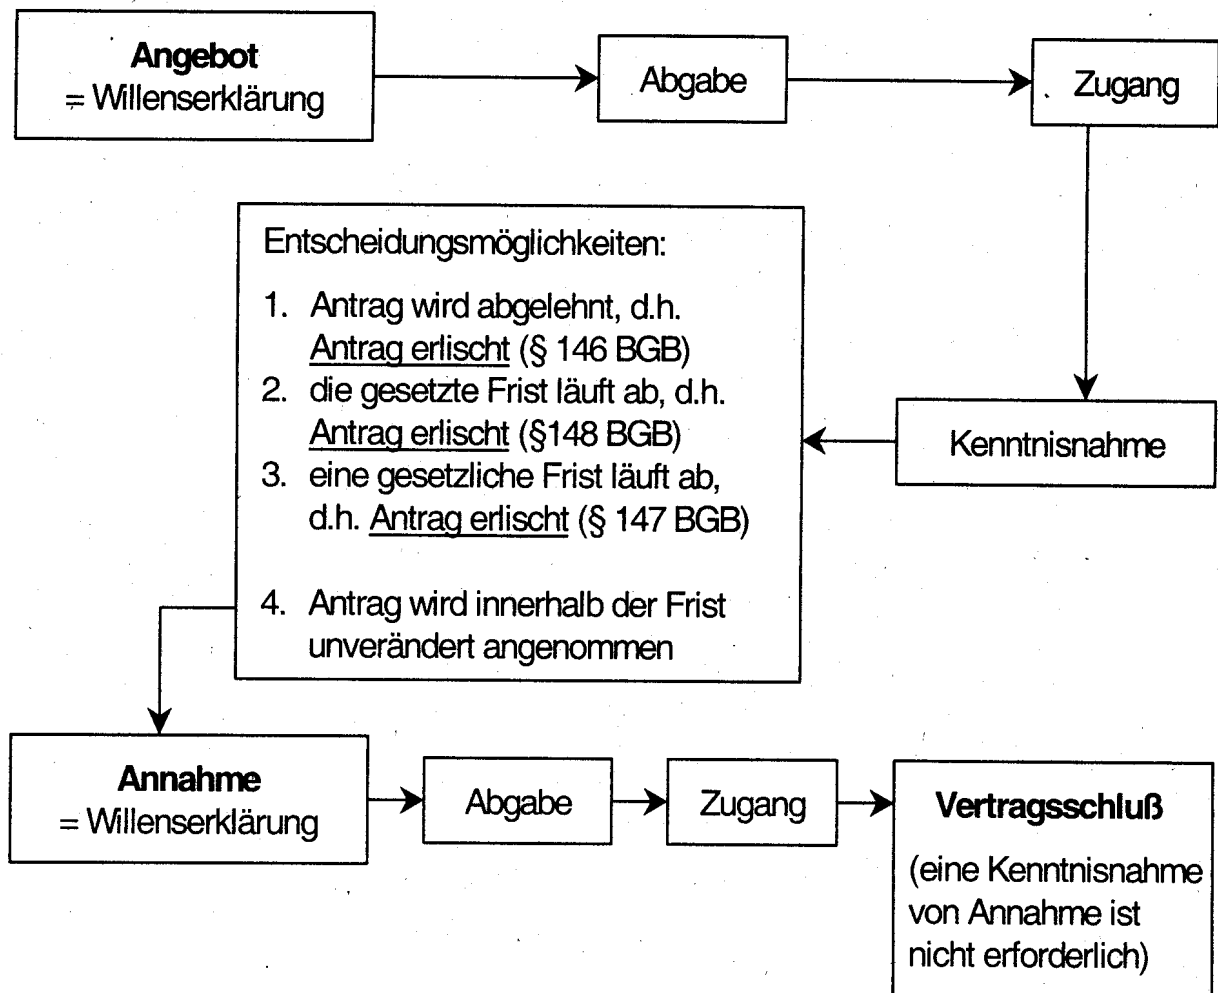 Angebot
= Willenserklärung
Abgabe
Zugang
Entscheidungsmöglichkeiten:
1. Antrag wird abgelehnt, d.h.
Antrag erlischt (§ 146 BGB)
2. die gesetzte Frist läuft ab, d.h.
Antrag erlischt (§148 BGB)
3. eine gesetzliche Frist läuft ab,
d.h. Antrag erlischt (§ 147 BGB)
4. Antrag wird innerhalb der Frist
unverändert angenommen
Kenntnisnahme
Annahme
= Willenserklärung
Abgabe
Zugang
Vertragsschluß
(eine Kenntnisnahme
von Annahme ist
nicht erforderlich)